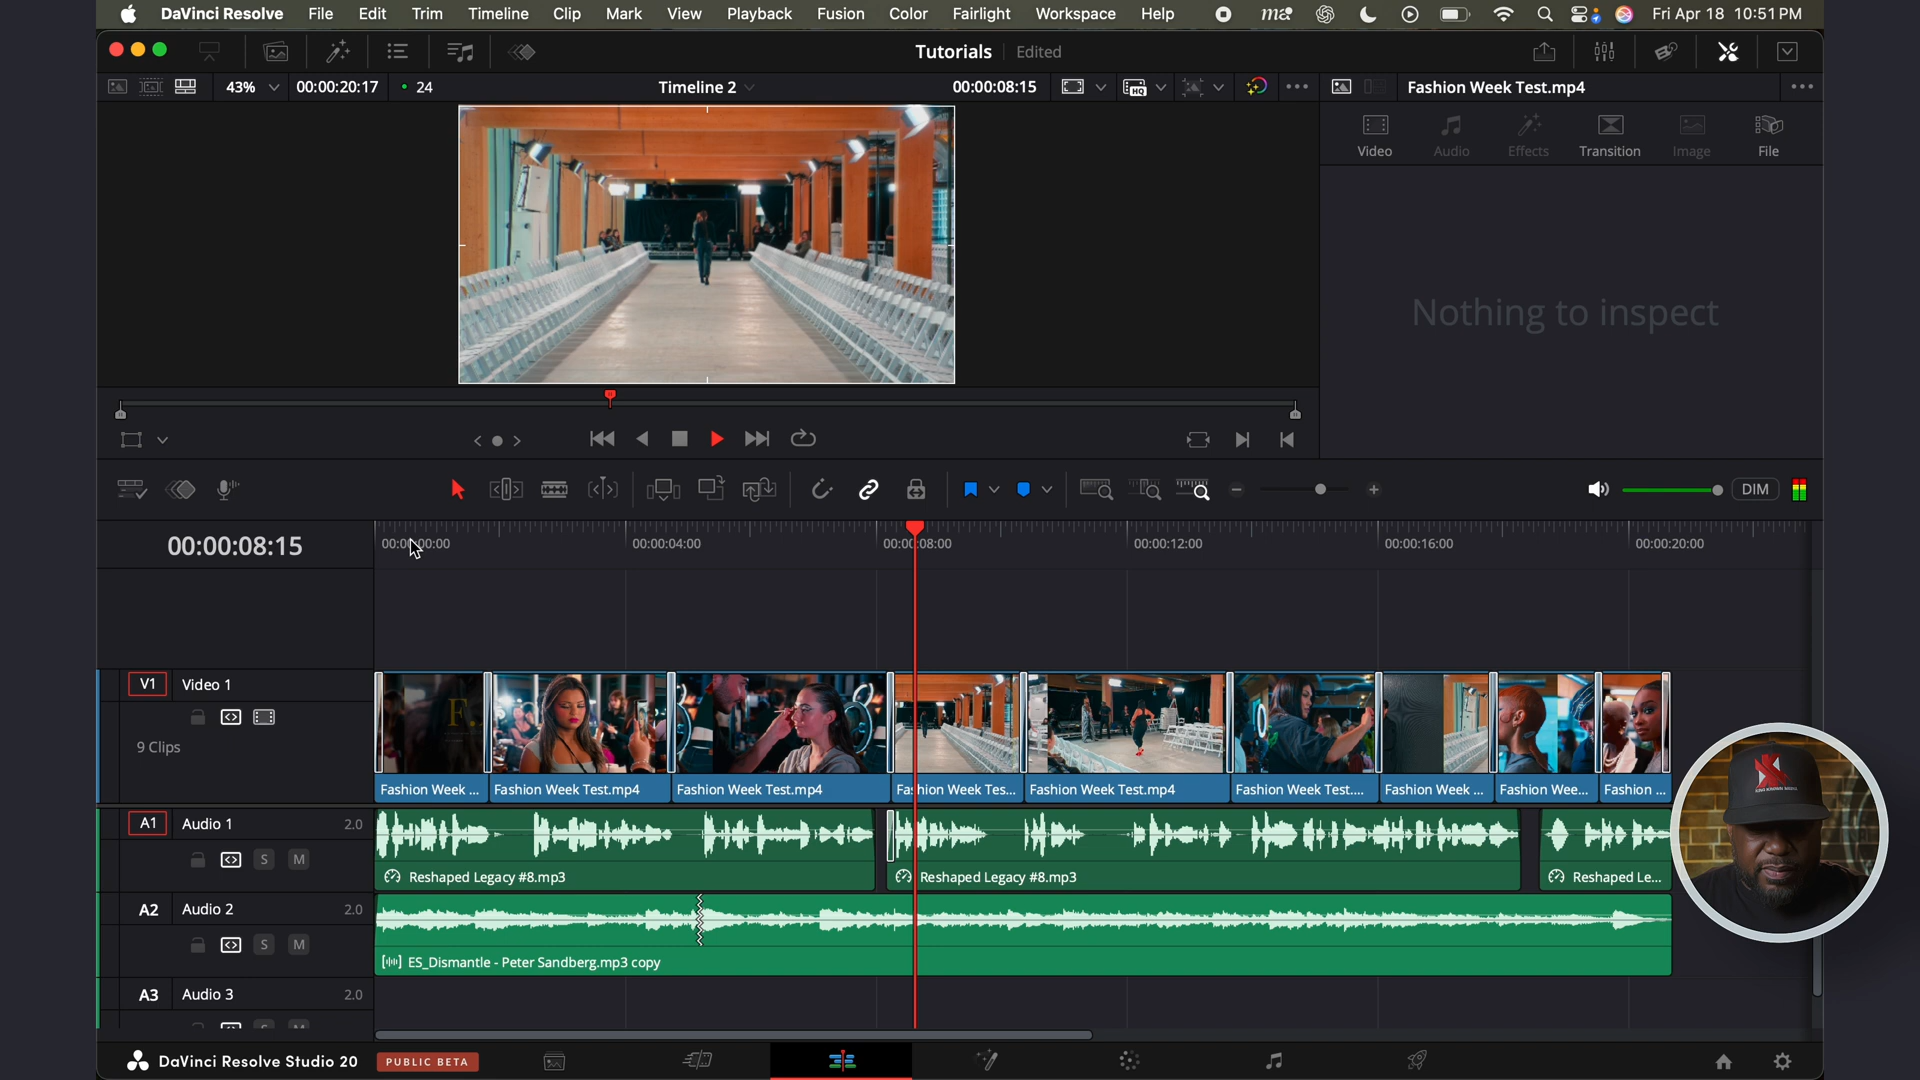 DaVinci Resolve File Edit Trim Timeline Clip Mark View Playback Fusion Color Fairlight Workspace Help Fri Apr 18 10:51 PM
Tutorials Edited
43% 00:00:20:17 24 Timeline 2 00:00:08:15 HQ Fashion Week Test.mp4
Video Audio Effects Transition Image File
Nothing to inspect
DIM
00:00:08:15
00:00:00:00 00:00:04:00 00:00:08:00 00:00:12:00 00:00:16:00 00:00:20:00
V1 Video 1
9 Clips
F.
Fashion Week ... Fashion Week Test.mp4 Fashion Week Test.mp4 Fashion Week Tes... Fashion Week Test.mp4 Fashion Week Test.... Fashion Week ... Fashion Wee... Fashion ...
A1 Audio 1 2.0
S M
Reshaped Legacy #8.mp3 Reshaped Legacy #8.mp3 Reshaped Le...
A2 Audio 2 2.0
S M
ES_Dismantle - Peter Sandberg.mp3 copy
A3 Audio 3 2.0
S M
DaVinci Resolve Studio 20 PUBLIC BETA